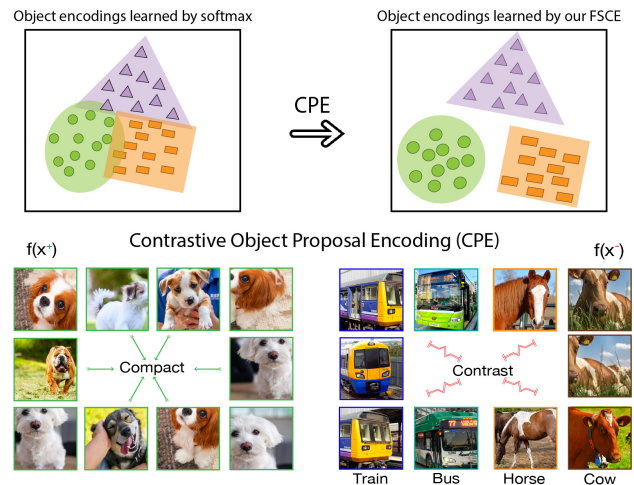 Object encodings learned by softmax
Object encodings learned by our FSCE
CPE
Contrastive Object Proposal Encoding (CPE)
f(x⁺)
f(x⁻)
Compact
Contrast
77
Train
Bus
Horse
Cow